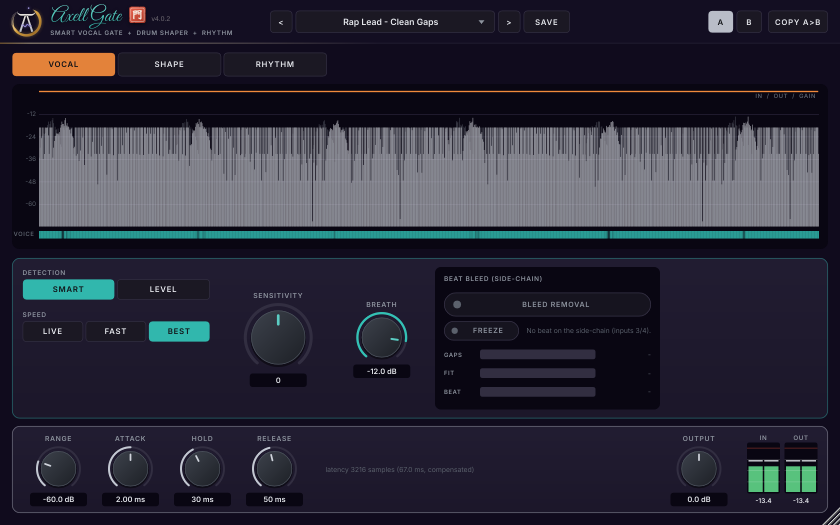 AxellGate v4.0.2
SMART VOCAL GATE • DRUM SHAPER • RHYTHM
< Rap Lead - Clean Gaps > SAVE
A B COPY A>B
VOCAL SHAPE RHYTHM
IN / OUT / GAIN
-12
-24
-36
-48
-60
VOICE
DETECTION
SMART LEVEL
SPEED
LIVE FAST BEST
SENSITIVITY
0
BREATH
-12.0 dB
BEAT BLEED (SIDE-CHAIN)
BLEED REMOVAL
FREEZE No beat on the side-chain (inputs 3/4).
GAPS -
FIT -
BEAT -
RANGE ATTACK HOLD RELEASE
-60.0 dB 2.00 ms 30 ms 50 ms
latency 3216 samples (67.0 ms, compensated)
OUTPUT
0.0 dB
IN OUT
-13.4 -13.4